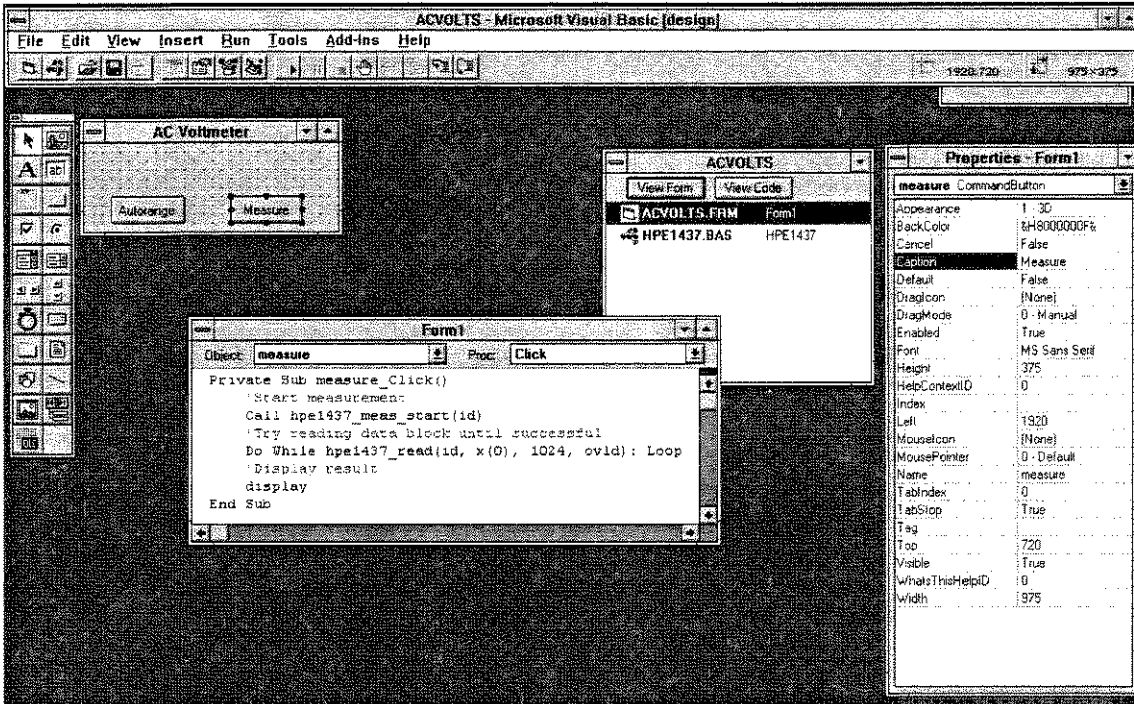 ACVOLTS - Microsoft Visual Basic [design]
File Edit View Insert Run Tools Add-Ins Help
1920,720 975×375
AC Voltmeter
Autorange Measure
ACVOLTS
View Form View Code
ACVOLTS.FRM Form1
HPE1437.BAS HPE1437
Form1
Object: measure Proc: Click
Private Sub measure_Click()
'Start measurement
Call hpe1437_meas_start(id)
'Try reading data block until successful
Do While hpe1437_read(id, x(0), 1024, ovld): Loop
'Display result
display
End Sub
Properties - Form1
measure CommandButton
Appearance 1 - 3D
BackColor &H8000000F&
Cancel False
Caption Measure
Default False
DragIcon (None)
DragMode 0 - Manual
Enabled True
Font MS Sans Serif
Height 375
HelpContextID 0
Index
Left 1920
MouseIcon (None)
MousePointer 0 - Default
Name measure
TabIndex 0
TabStop True
Tag
Top 720
Visible True
WhatsThisHelpID 0
Width 975